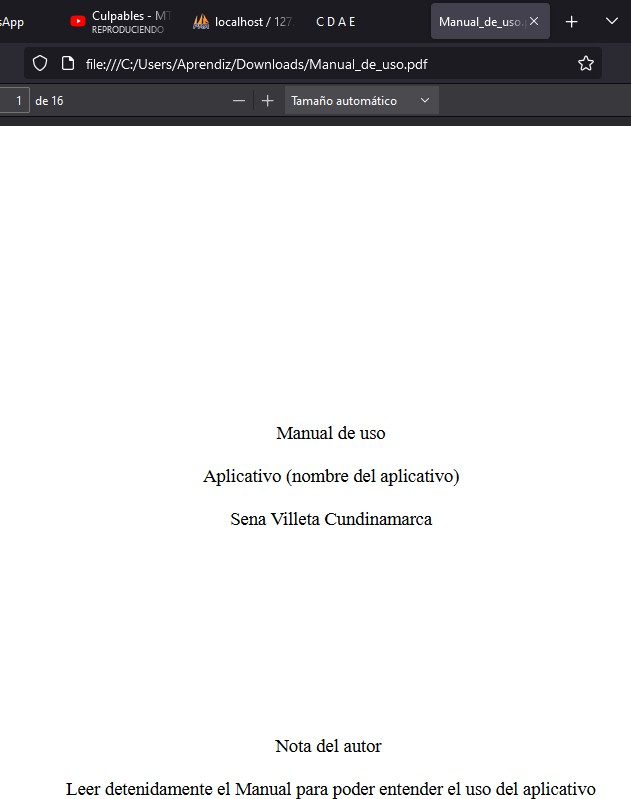 Culpables - MT
REPRODUCIENDO
localhost / 127
C D A E
Manual_de_uso.
file:///C:/Users/Aprendiz/Downloads/Manual_de_uso.pdf
1 de 16
Tamaño automático
Manual de uso
Aplicativo (nombre del aplicativo)
Sena Villeta Cundinamarca
Nota del autor
Leer detenidamente el Manual para poder entender el uso del aplicativo